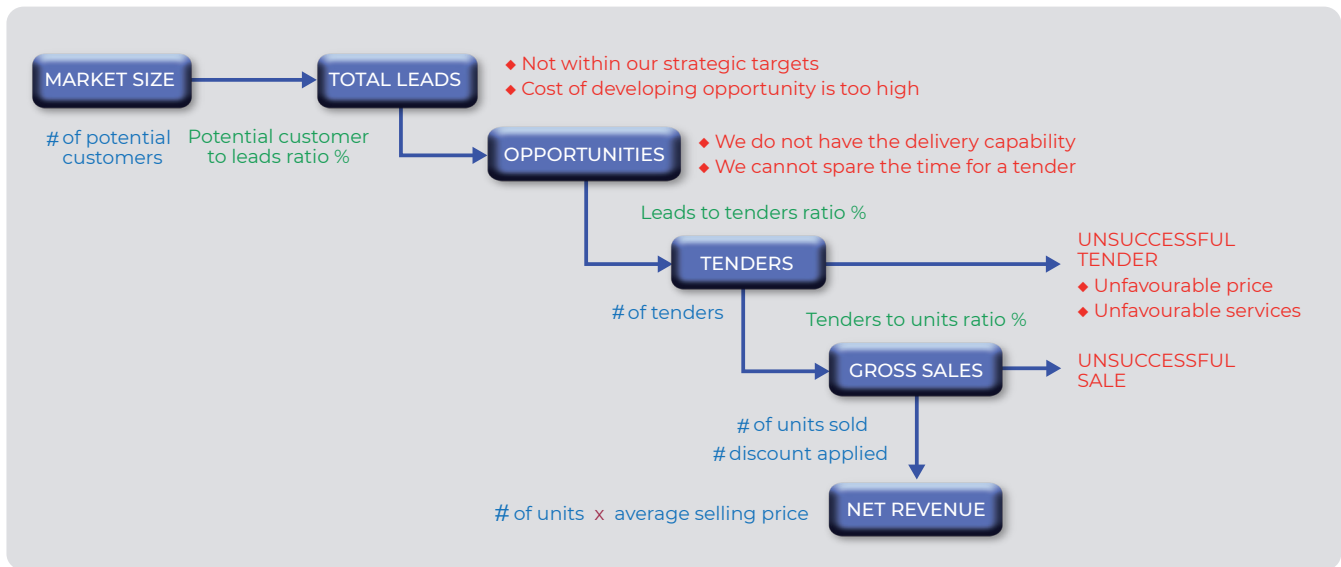 MARKET SIZE
TOTAL LEADS
◆ Not within our strategic targets
◆ Cost of developing opportunity is too high
# of potential
customers
Potential customer
to leads ratio %
OPPORTUNITIES
◆ We do not have the delivery capability
◆ We cannot spare the time for a tender
Leads to tenders ratio %
TENDERS
UNSUCCESSFUL
TENDER
◆ Unfavourable price
◆ Unfavourable services
# of tenders
Tenders to units ratio %
GROSS SALES
UNSUCCESSFUL
SALE
# of units sold
# discount applied
# of units x average selling price
NET REVENUE